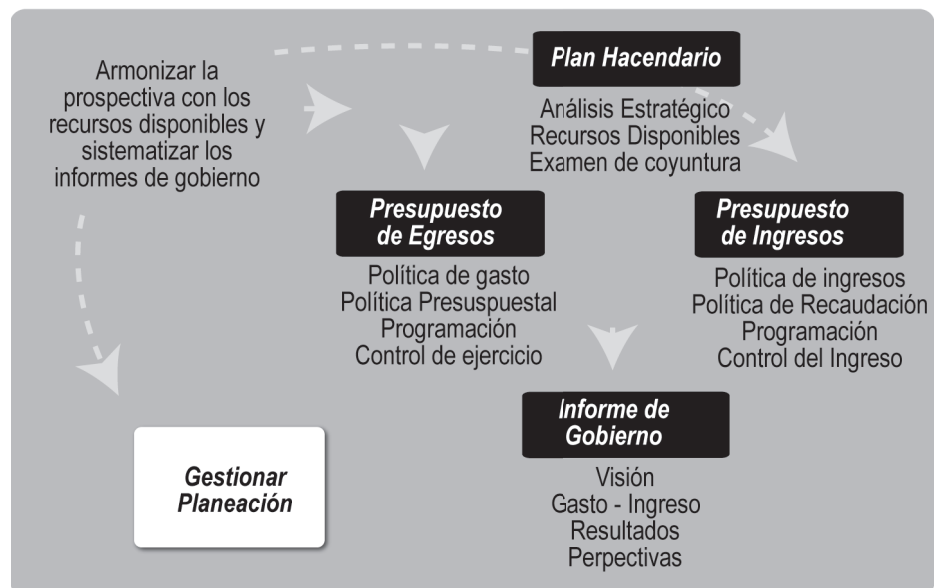 Armonizar la
prospectiva con los
recursos disponibles y
sistematizar los
informes de gobierno
Plan Hacendario
Análisis Estratégico
Recursos Disponibles
Examen de coyuntura
Presupuesto
de Egresos
Política de gasto
Política Presuspuestal
Programación
Control de ejercicio
Presupuesto
de Ingresos
Política de ingresos
Política de Recaudación
Programación
Control del Ingreso
Informe de
Gobierno
Visión
Gasto - Ingreso
Resultados
Perpectivas
Gestionar
Planeación